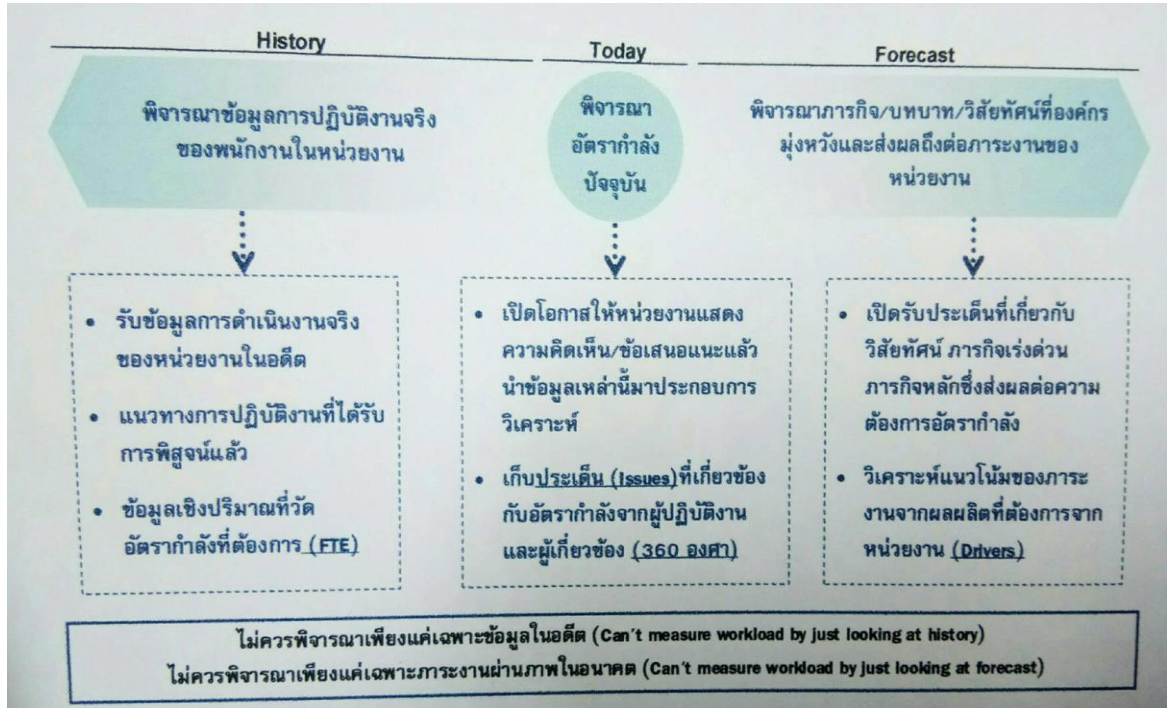 History
Today
Forecast
พิจารณาข้อมูลการปฏิบัติงานจริง
ของพนักงานในหน่วยงาน
พิจารณา
อัตรากำลัง
ปัจจุบัน
พิจารณาภารกิจ/บทบาท/วิสัยทัศน์ที่องค์กร
มุ่งหวังและส่งผลถึงต่อภาระงานของ
หน่วยงาน
• รับข้อมูลการดำเนินงานจริง
ของหน่วยงานในอดีต
• แนวทางการปฏิบัติงานที่ได้รับ
การพิสูจน์แล้ว
• ข้อมูลเชิงปริมาณที่วัด
อัตรากำลังที่ต้องการ (FTE)
• เปิดโอกาสให้หน่วยงานแสดง
ความคิดเห็น/ข้อเสนอแนะแล้ว
นำข้อมูลเหล่านี้มาประกอบการ
วิเคราะห์
• เก็บประเด็น (Issues)ที่เกี่ยวข้อง
กับอัตรากำลังจากผู้ปฏิบัติงาน
และผู้เกี่ยวข้อง (360 องศา)
• เปิดรับประเด็นที่เกี่ยวกับ
วิสัยทัศน์ ภารกิจเร่งด่วน
ภารกิจหลักซึ่งส่งผลต่อความ
ต้องการอัตรากำลัง
• วิเคราะห์แนวโน้มของภาระ
งานจากผลผลิตที่ต้องการจาก
หน่วยงาน (Drivers)
ไม่ควรพิจารณาเพียงแค่เฉพาะข้อมูลในอดีต (Can't measure workload by just looking at history)
ไม่ควรพิจารณาเพียงแค่เฉพาะภาระงานผ่านภาพในอนาคต (Can't measure workload by just looking at forecast)